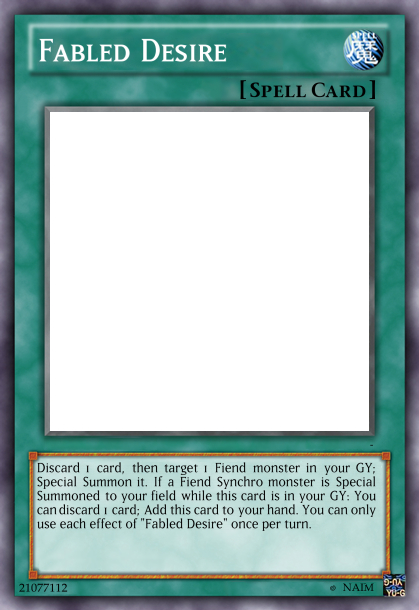 FABLED DESIRE
魔
[SPELL CARD]
Discard 1 card, then target 1 Fiend monster in your GY;
Special Summon it. If a Fiend Synchro monster is Special
Summoned to your field while this card is in your GY: You
can discard 1 card; Add this card to your hand. You can only
use each effect of "Fabled Desire" once per turn.
21077112
NAIM
YU-G